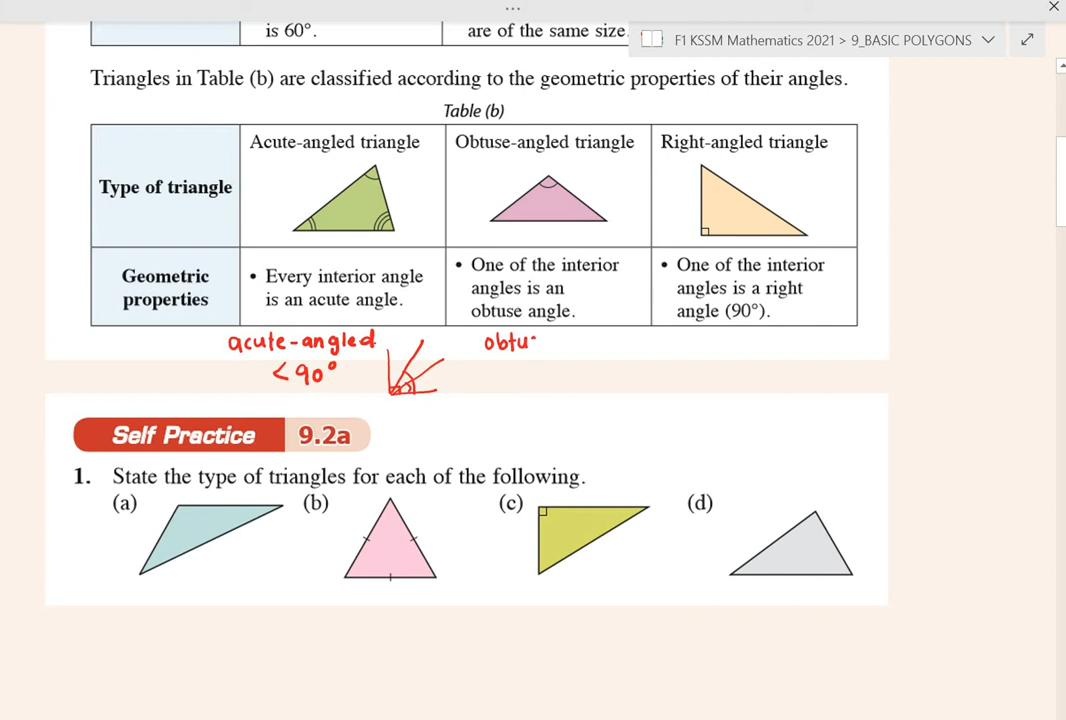 is 60°.
are of the same size.
F1 KSSM Mathematics 2021 > 9_BASIC POLYGONS
Triangles in Table (b) are classified according to the geometric properties of their angles.
Table (b)
Type of triangle
Acute-angled triangle
Obtuse-angled triangle
Right-angled triangle
Geometric
properties
• Every interior angle
is an acute angle.
• One of the interior
angles is an
obtuse angle.
• One of the interior
angles is a right
angle (90°).
acute-angled
< 90°
obtu
Self Practice 9.2a
1. State the type of triangles for each of the following.
(a) (b) (c) (d)